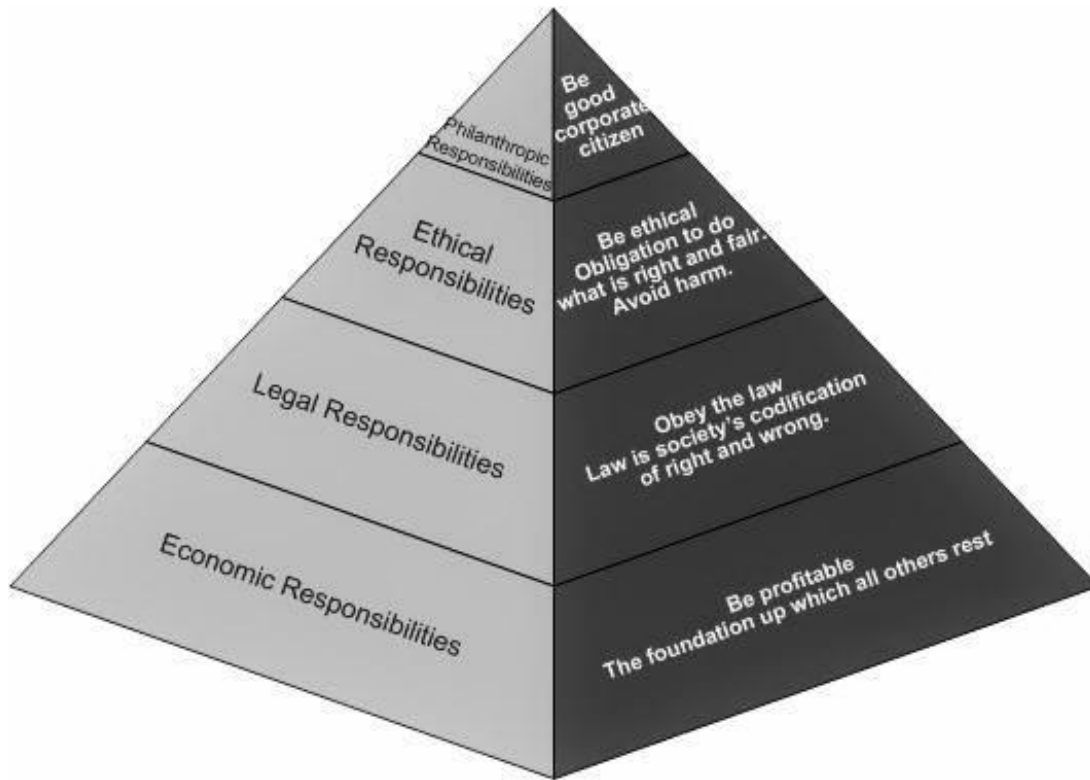 Philanthropic
Responsibilities
Be
good
corporate
citizen
Ethical
Responsibilities
Be ethical
Obligation to do
what is right and fair.
Avoid harm.
Legal Responsibilities
Obey the law
Law is society's codification
of right and wrong.
Economic Responsibilities
Be profitable
The foundation up which all others rest